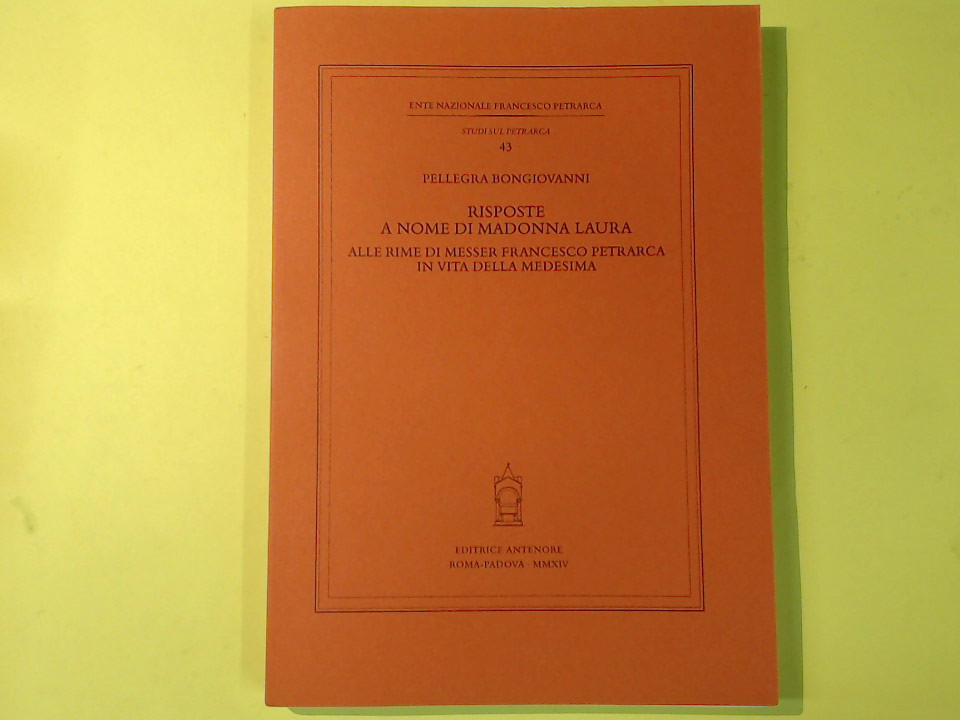 ENTE NAZIONALE FRANCESCO PETRARCA
STUDI SUL PETRARCA
43
PELLEGRA BONGIOVANNI
RISPOSTE
A NOME DI MADONNA LAURA
ALLE RIME DI MESSER FRANCESCO PETRARCA
IN VITA DELLA MEDESIMA
EDITRICE ANTENORE
ROMA-PADOVA · MMXIV